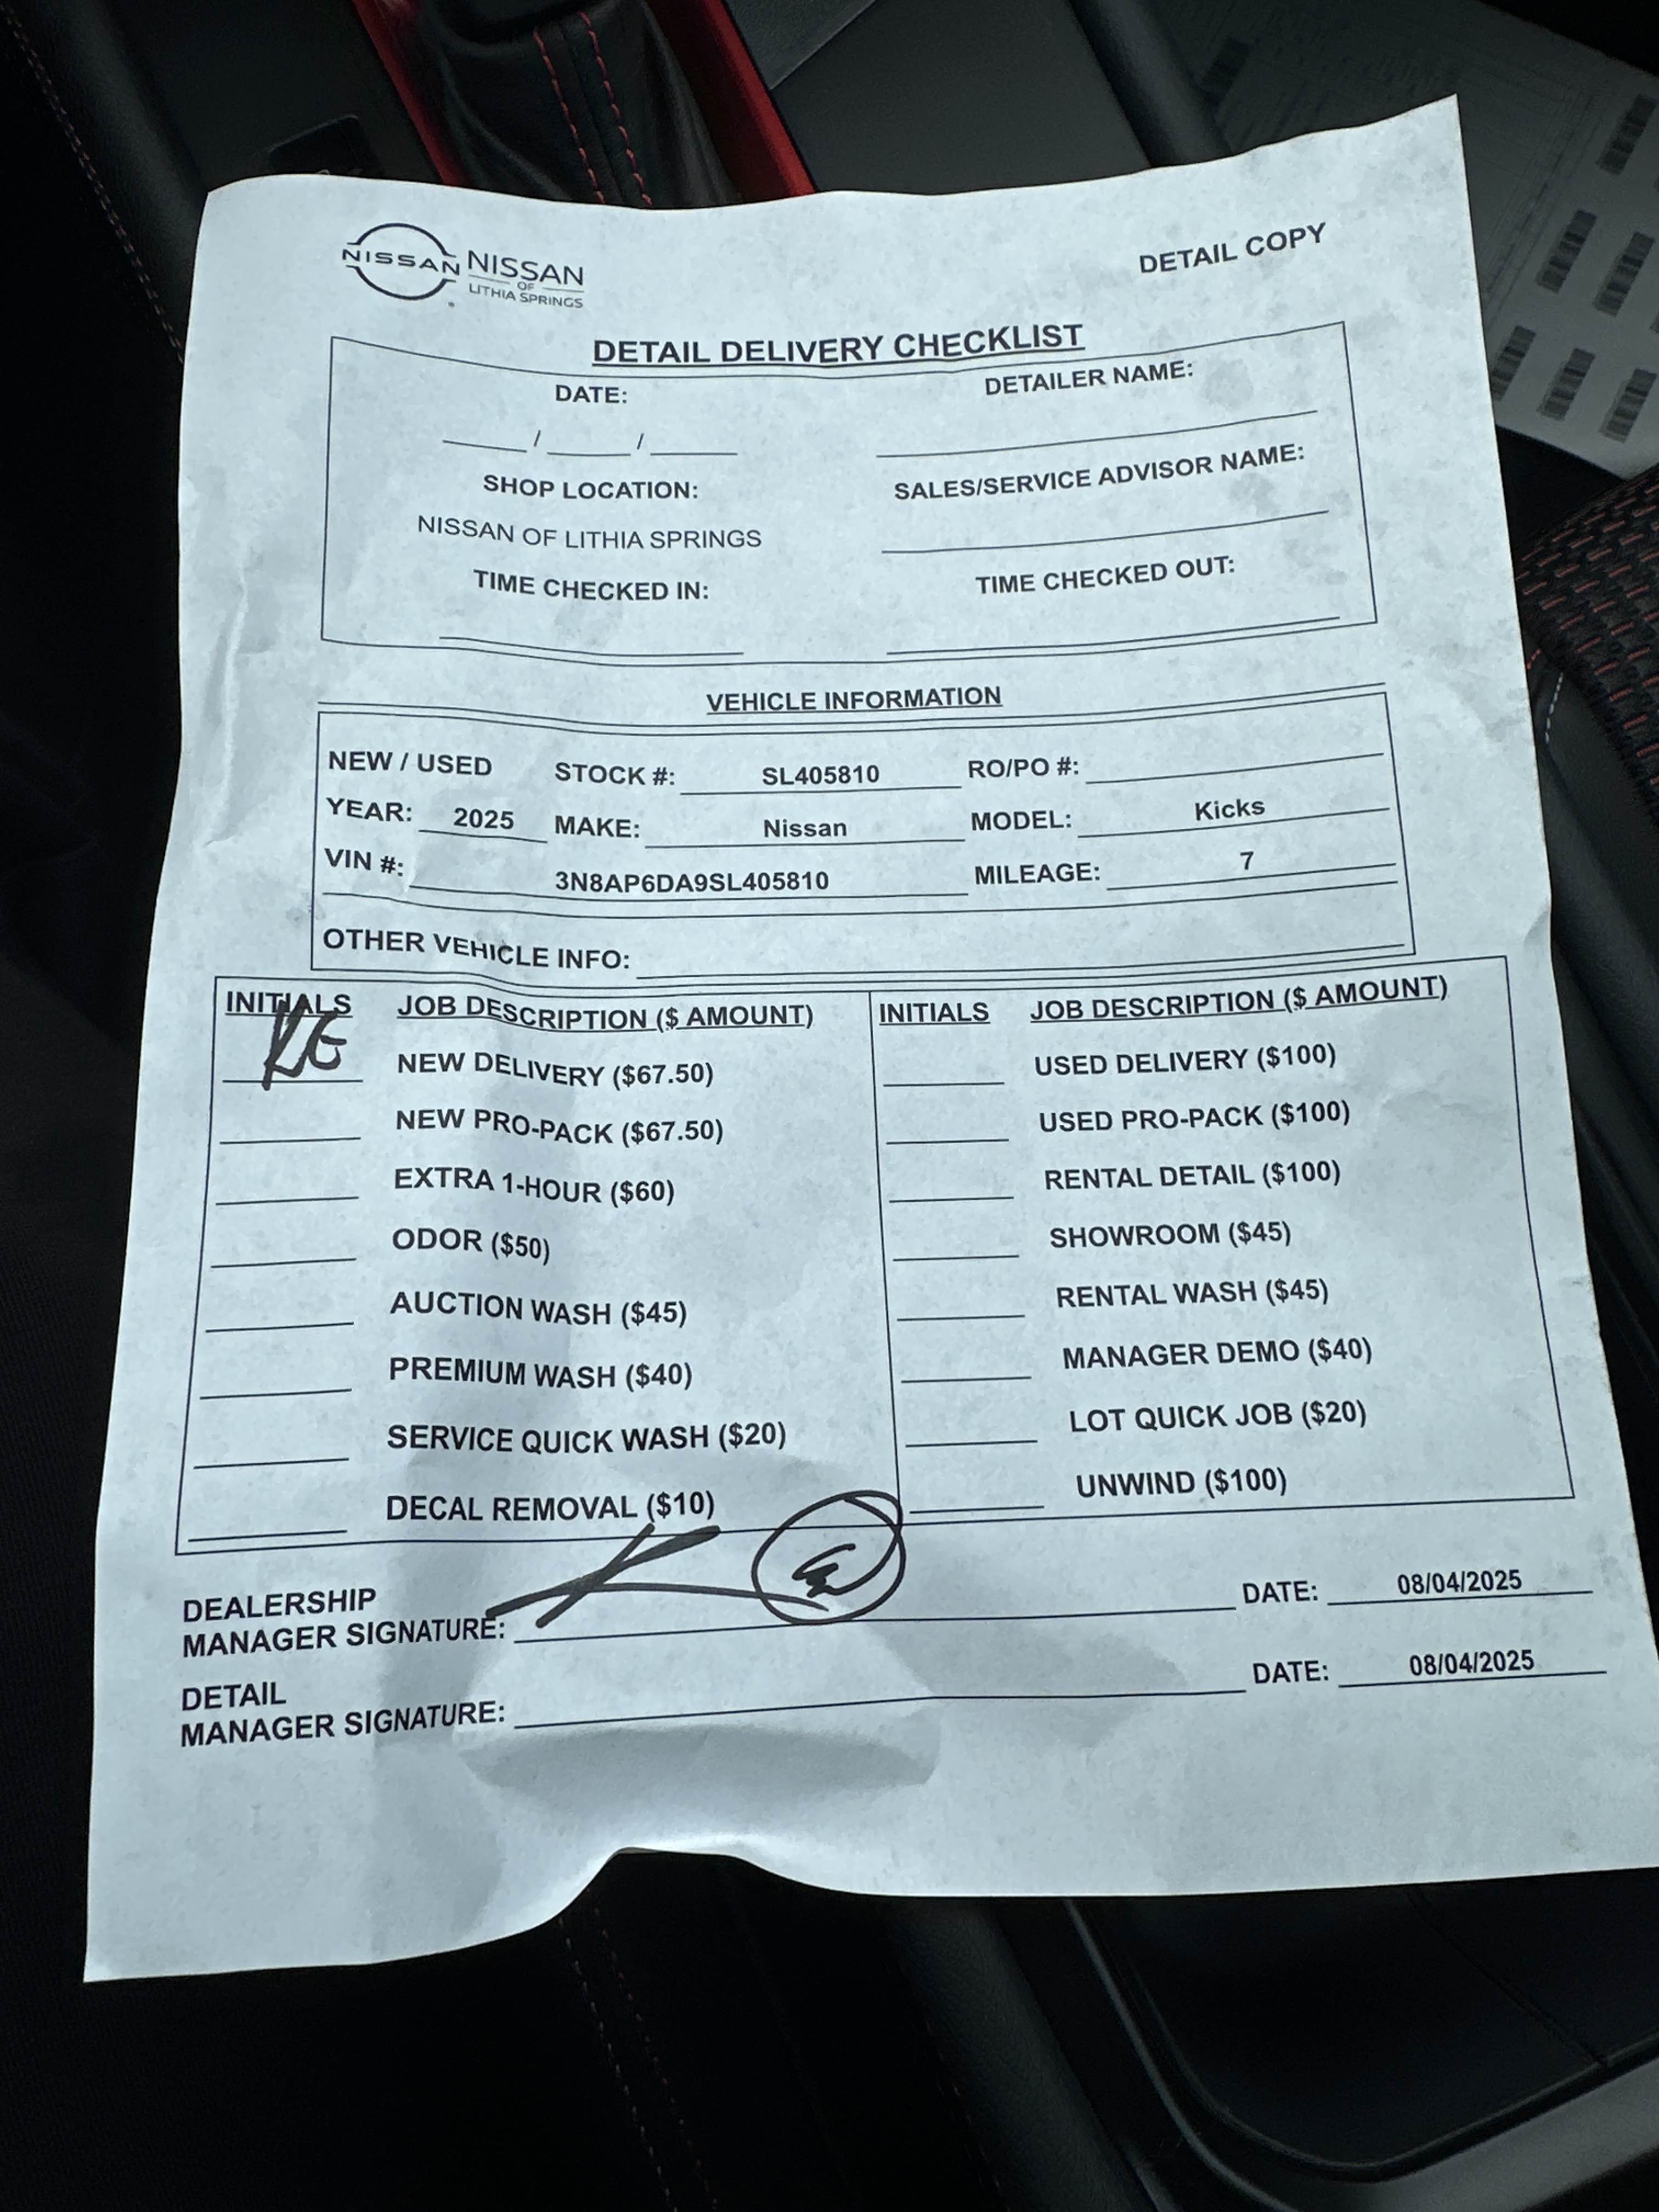 NISSAN NISSAN
OF
LITHIA SPRINGS
DETAIL COPY
DETAIL DELIVERY CHECKLIST
DATE: DETAILER NAME:
/ /
SHOP LOCATION: SALES/SERVICE ADVISOR NAME:
NISSAN OF LITHIA SPRINGS
TIME CHECKED IN: TIME CHECKED OUT:
VEHICLE INFORMATION
NEW / USED STOCK #: SL405810 RO/PO #:
YEAR: 2025 MAKE: Nissan MODEL: Kicks
VIN #: 3N8AP6DA9SL405810 MILEAGE: 7
OTHER VEHICLE INFO:
INITIALS JOB DESCRIPTION ($ AMOUNT) INITIALS JOB DESCRIPTION ($ AMOUNT)
NEW DELIVERY ($67.50) USED DELIVERY ($100)
NEW PRO-PACK ($67.50) USED PRO-PACK ($100)
EXTRA 1-HOUR ($60) RENTAL DETAIL ($100)
ODOR ($50) SHOWROOM ($45)
AUCTION WASH ($45) RENTAL WASH ($45)
PREMIUM WASH ($40) MANAGER DEMO ($40)
SERVICE QUICK WASH ($20) LOT QUICK JOB ($20)
DECAL REMOVAL ($10) UNWIND ($100)
DEALERSHIP
MANAGER SIGNATURE: DATE: 08/04/2025
DETAIL
MANAGER SIGNATURE: DATE: 08/04/2025